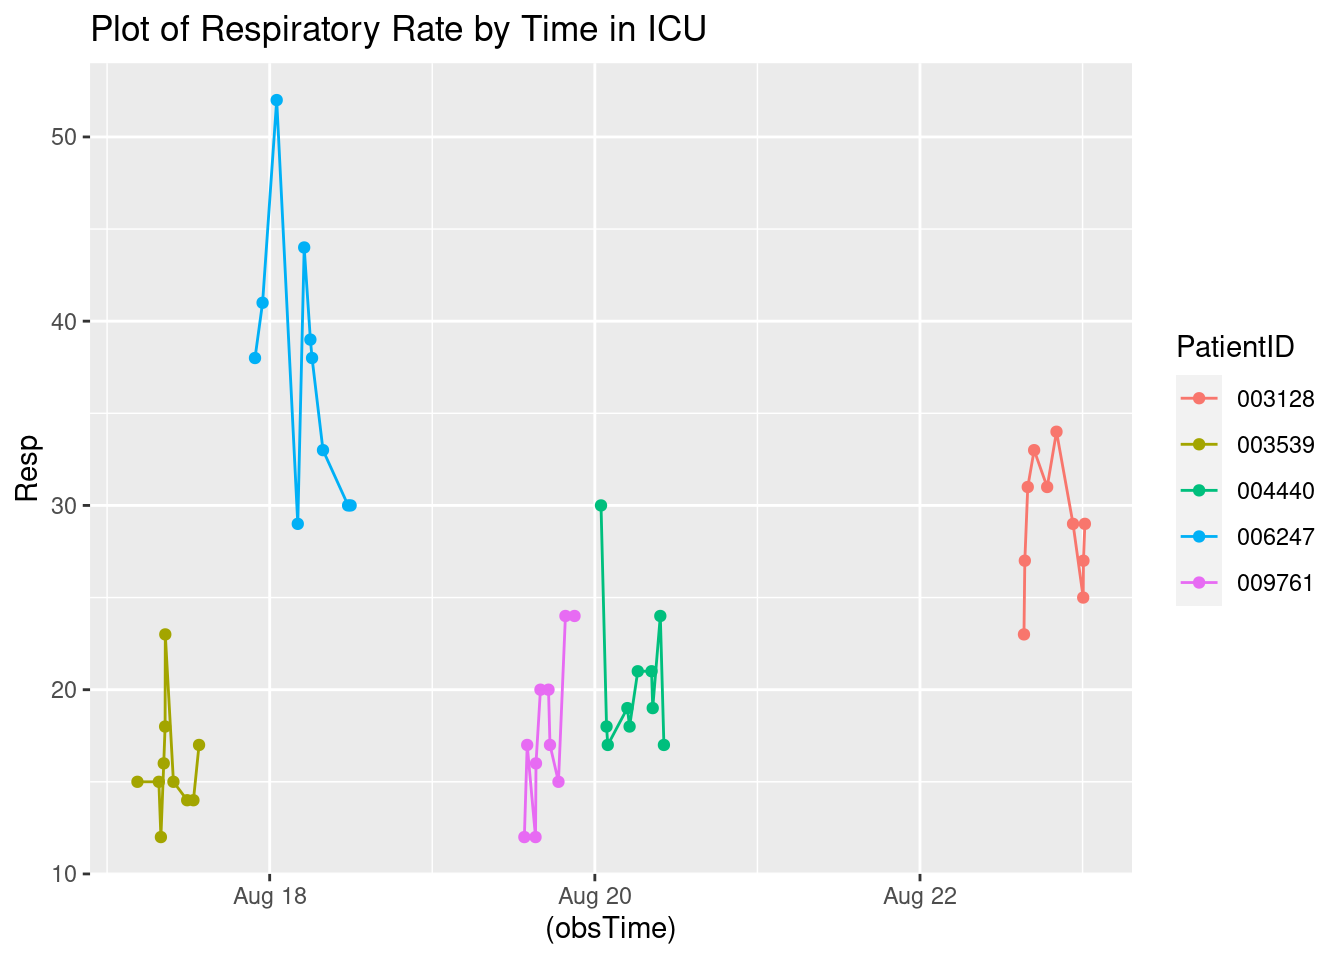 Plot of Respiratory Rate by Time in ICU
50
40
30
20
10
Resp
Aug 18
Aug 20
Aug 22
(obsTime)
PatientID
003128
003539
004440
006247
009761